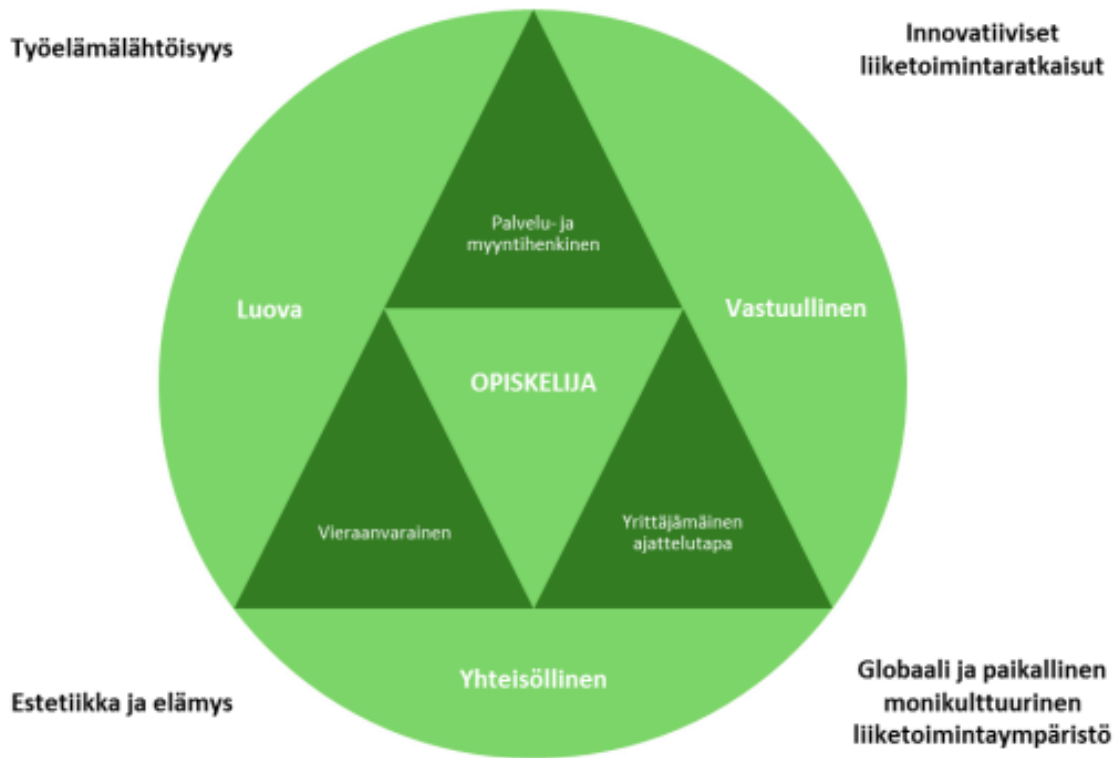 Työelämälähtöisyys
Innovatiiviset
liiketoimintaratkaisut
Palvelu- ja
myyntihenkinen
Luova
Vastuullinen
OPISKELIJA
Vieraanvarainen
Yrittäjämäinen
ajattelutapa
Yhteisöllinen
Estetiikka ja elämys
Globaali ja paikallinen
monikulttuurinen
liiketoimintaympäristö